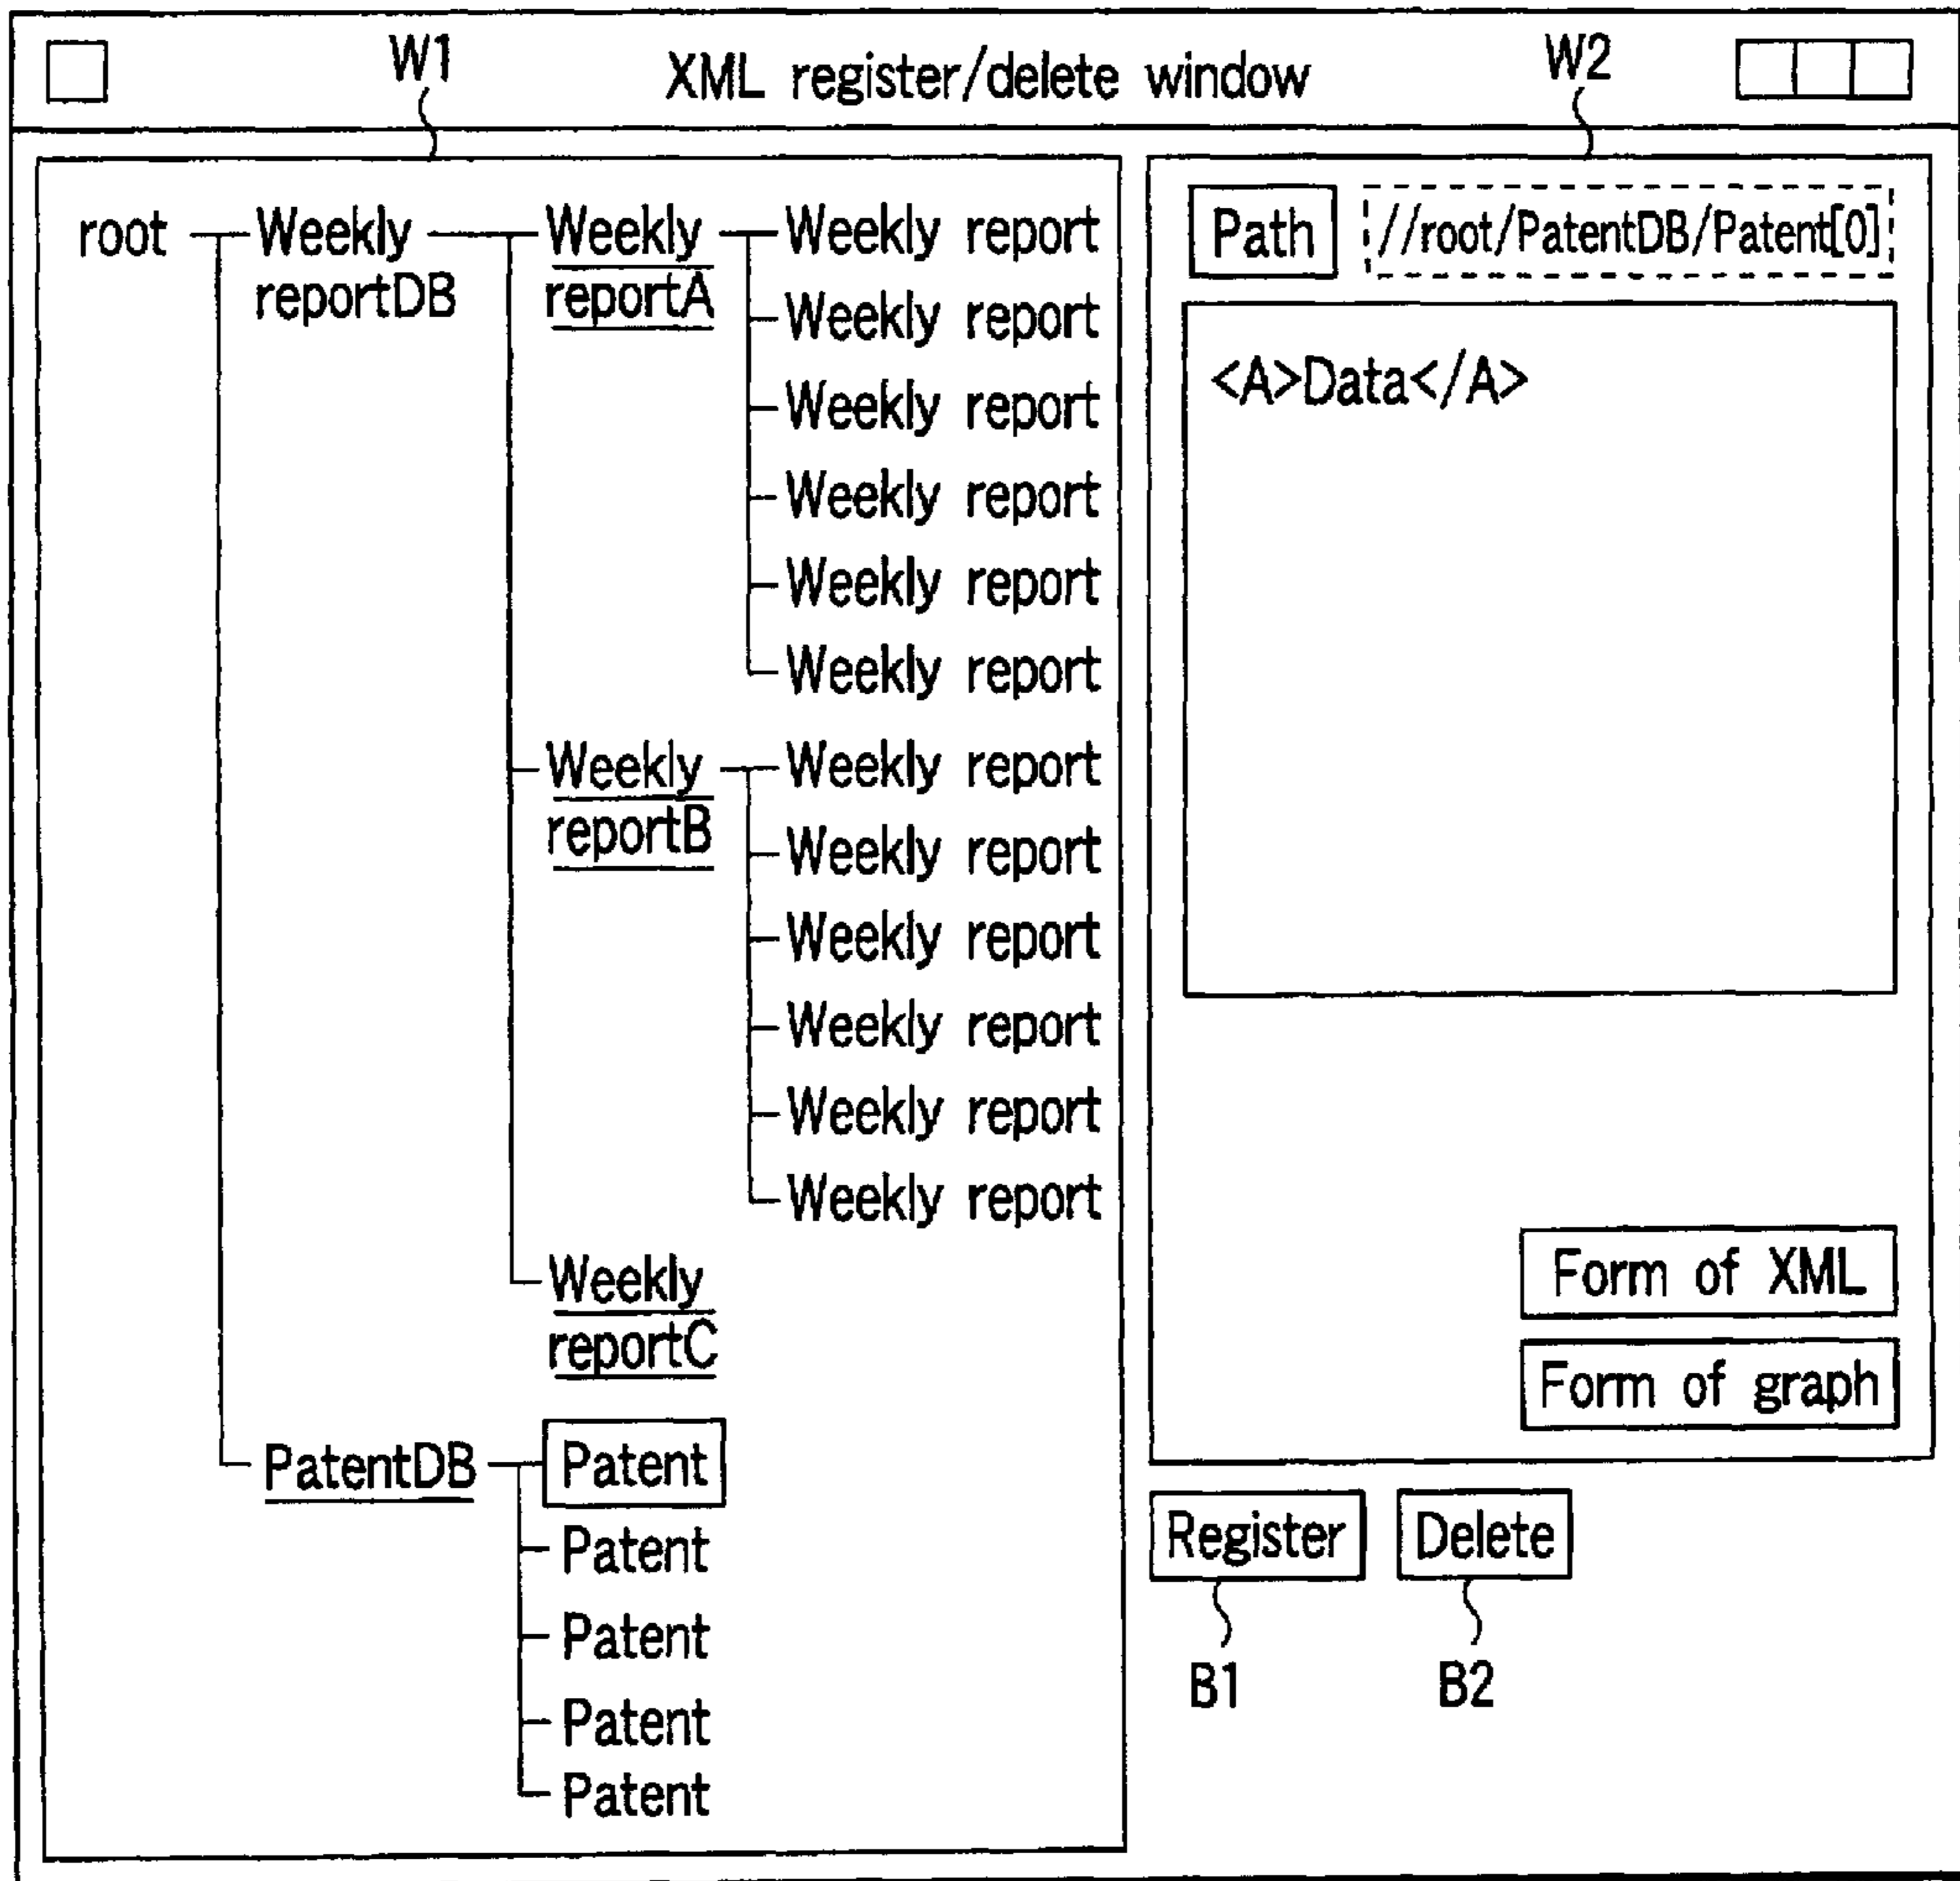 W1
XML register/delete window
W2
root
Weekly
reportDB
Weekly
reportA
Weekly report
Weekly report
Weekly report
Weekly report
Weekly report
Weekly report
Weekly
reportB
Weekly report
Weekly report
Weekly report
Weekly report
Weekly report
Weekly report
Weekly
reportC
PatentDB
Patent
Patent
Patent
Patent
Patent
Path
//root/PatentDB/Patent[0]
<A>Data</A>
Form of XML
Form of graph
Register
Delete
B1
B2